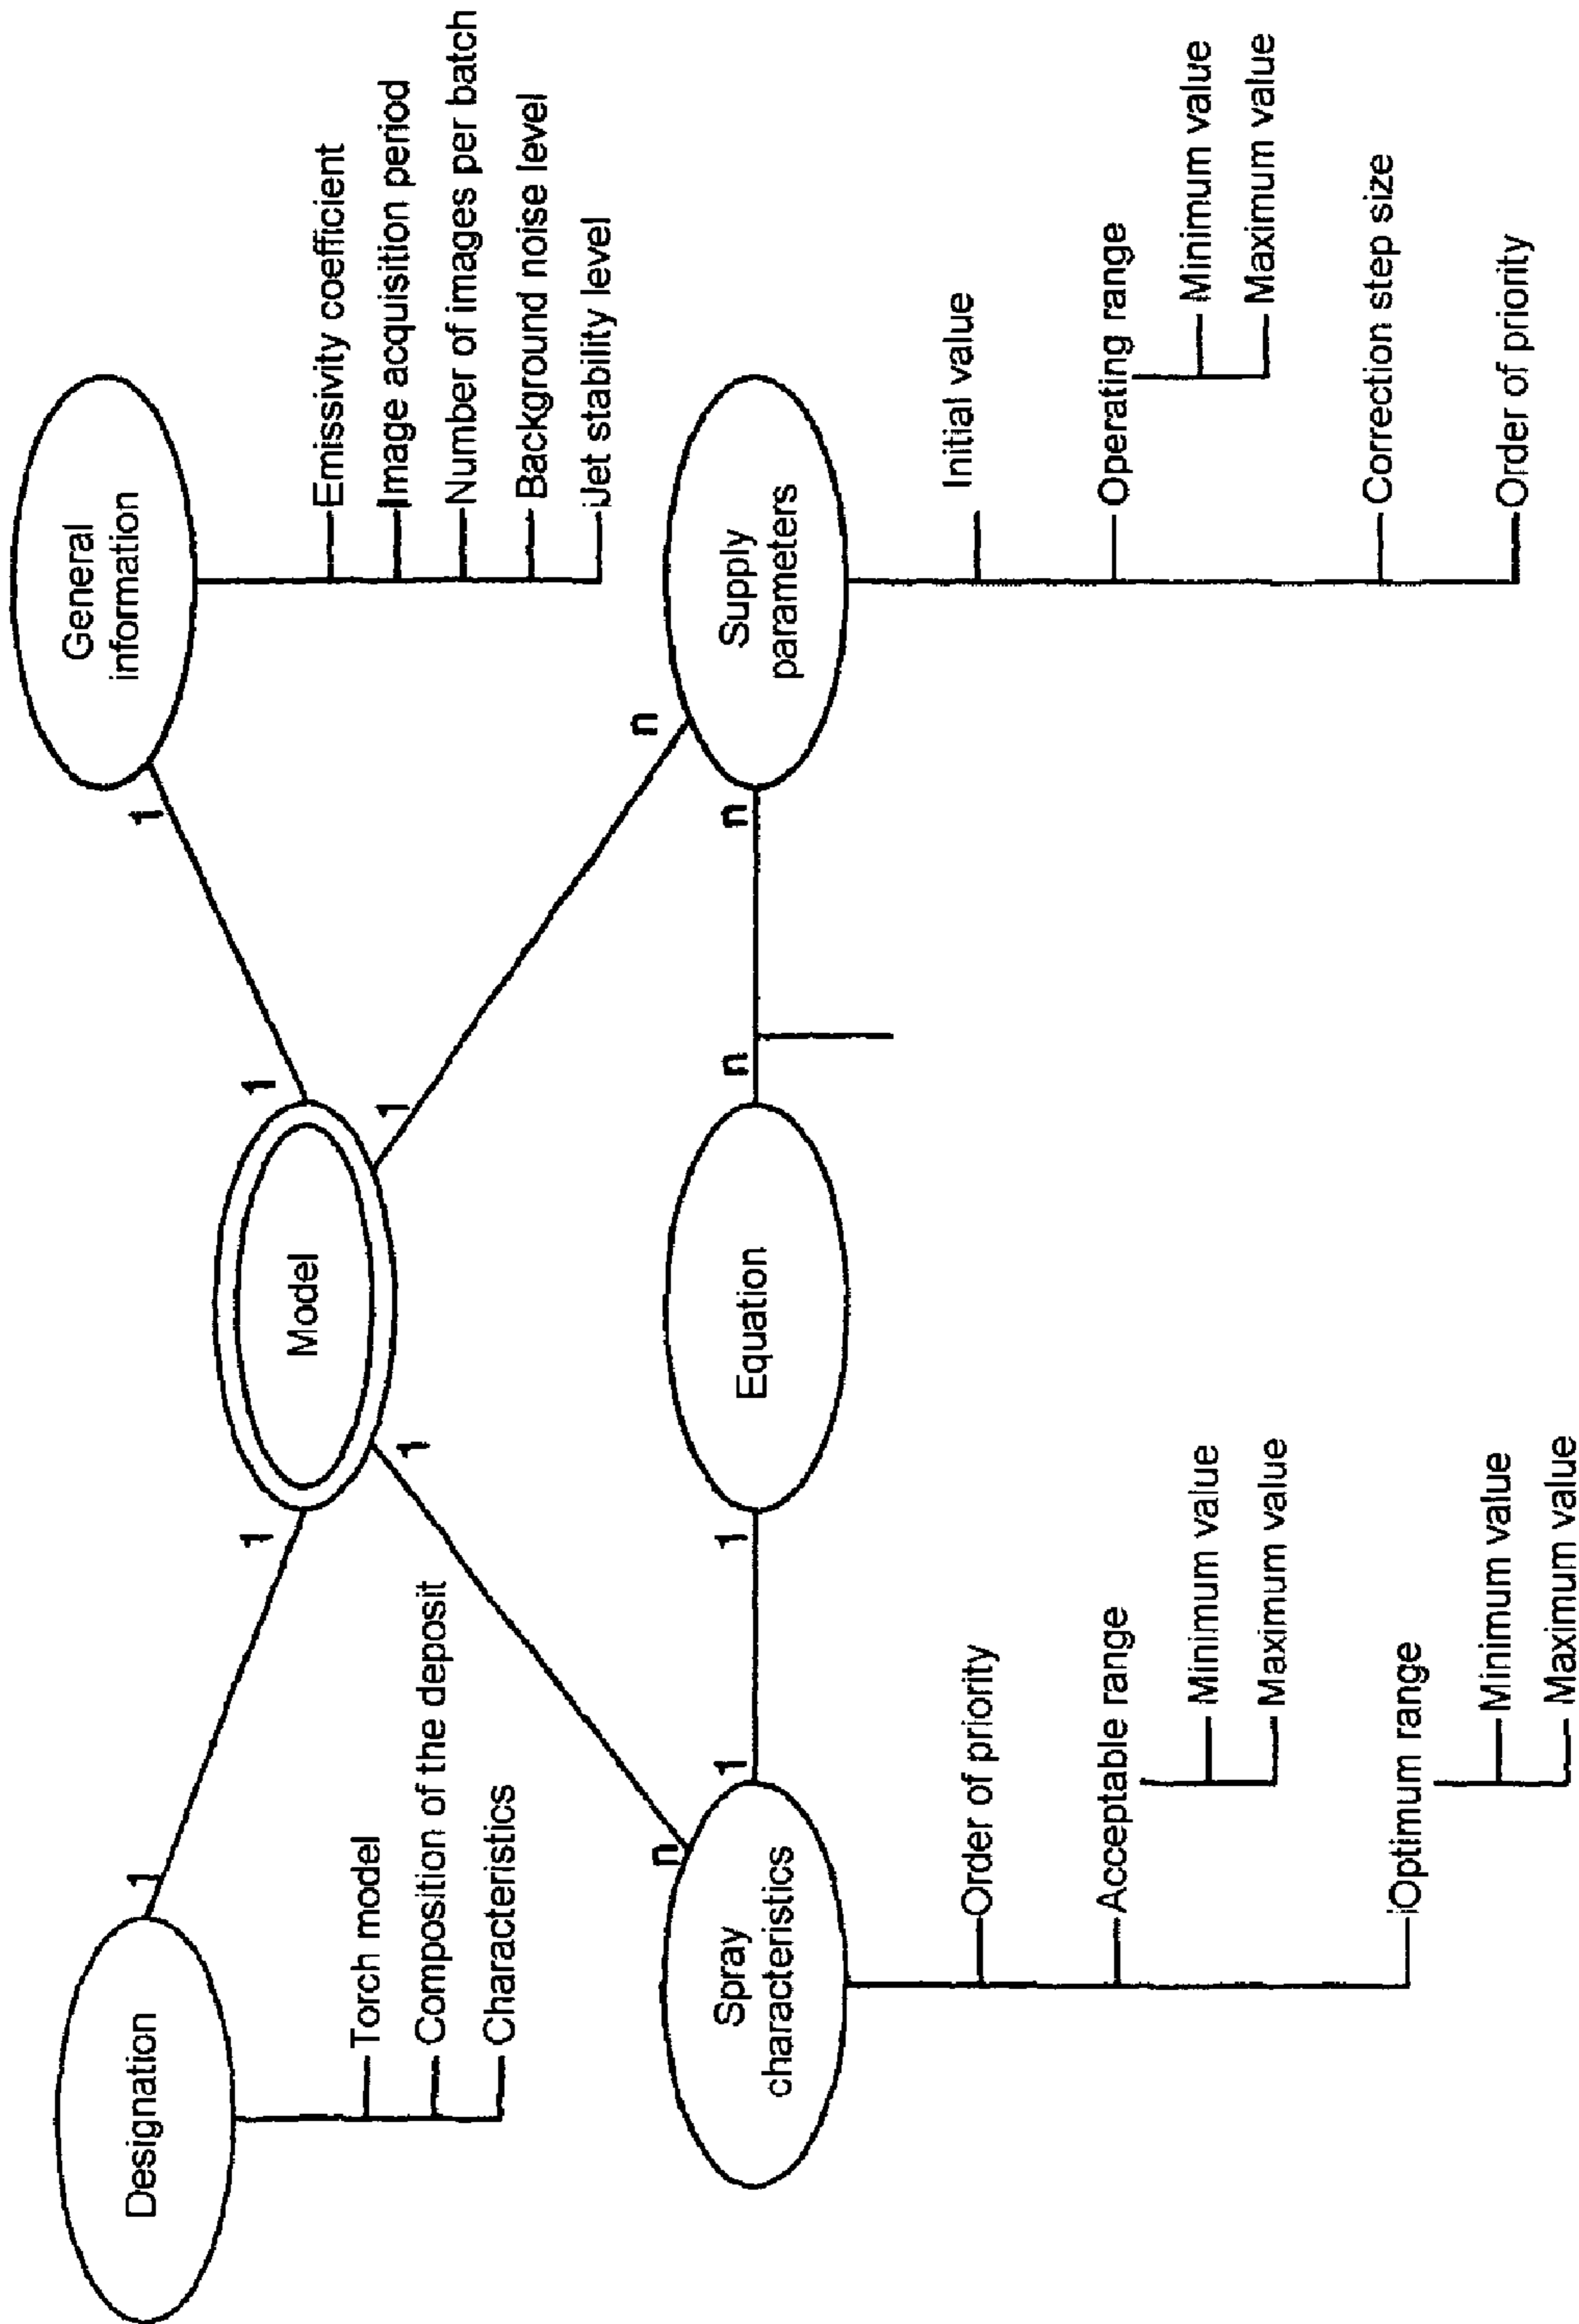 Designation
1
Torch model
Composition of the deposit
Characteristics
1
Model
1
1
1
General
information
1
Emissivity coefficient
Image acquisition period
Number of images per batch
Background noise level
Jet stability level
n
Spray
characteristics
1
Order of priority
Acceptable range
Minimum value
Maximum value
Optimum range
Minimum value
Maximum value
1
Equation
n
n
n
Supply
parameters
Initial value
Operating range
Minimum value
Maximum value
Correction step size
Order of priority